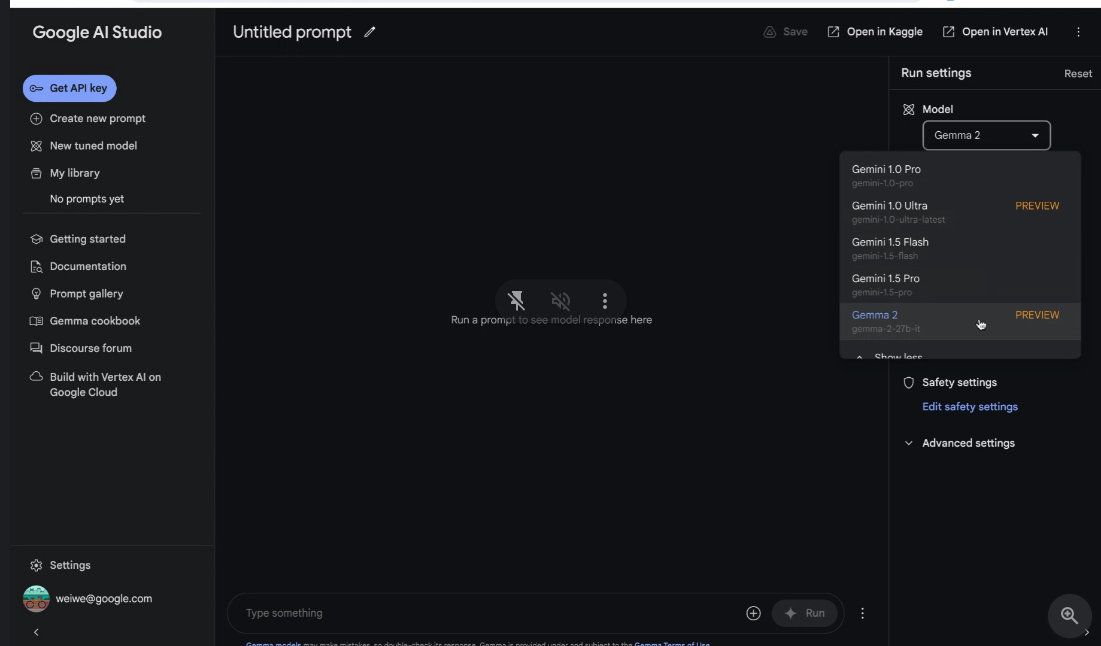 Google AI Studio
Get API key
Create new prompt
New tuned model
My library
No prompts yet
Getting started
Documentation
Prompt gallery
Gemma cookbook
Discourse forum
Build with Vertex AI on
Google Cloud
Settings
weiwe@google.com
Untitled prompt
Save
Open in Kaggle
Open in Vertex AI
Run a prompt to see model response here
Type something
Run
Gemma models may make mistakes, so double-check its response. Gemma is provided under and subject to the Gemma Terms of Use
Run settings
Reset
Model
Gemma 2
Gemini 1.0 Pro
gemini-1.0-pro
Gemini 1.0 Ultra PREVIEW
gemini-1.0-ultra-latest
Gemini 1.5 Flash
gemini-1.5-flash
Gemini 1.5 Pro
gemini-1.5-pro
Gemma 2 PREVIEW
gemma-2-27b-it
Show less
Safety settings
Edit safety settings
Advanced settings